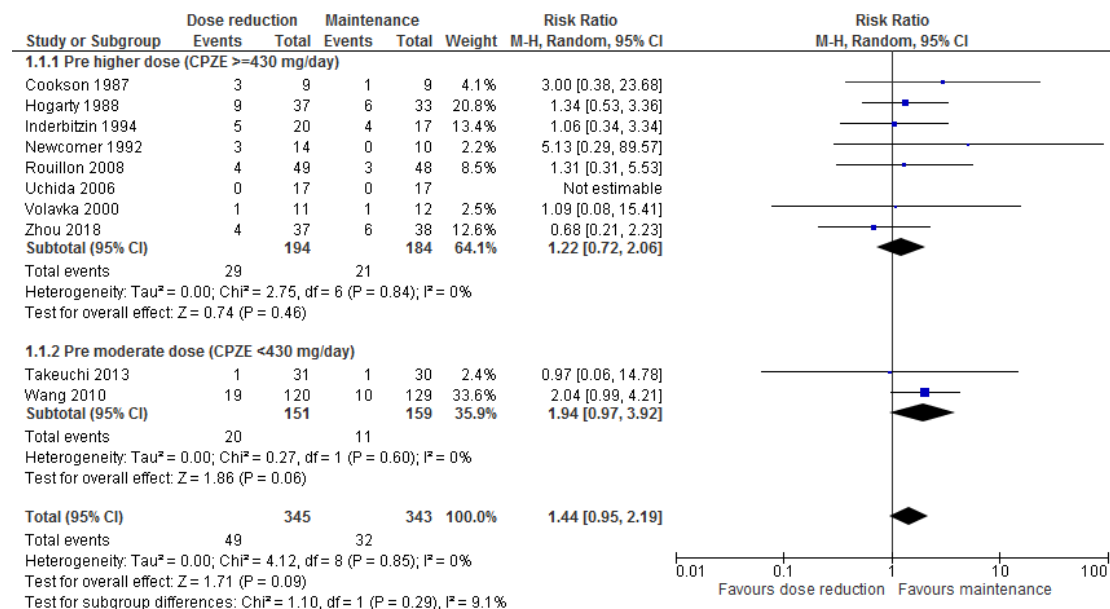 Dose reduction Maintenance Risk Ratio Risk Ratio
Study or Subgroup Events Total Events Total Weight M-H, Random, 95% CI M-H, Random, 95% CI
1.1.1 Pre higher dose (CPZE >=430 mg/day)
Cookson 1987 3 9 1 9 4.1% 3.00 [0.38, 23.68]
Hogarty 1988 9 37 6 33 20.8% 1.34 [0.53, 3.36]
Inderbitzin 1994 5 20 4 17 13.4% 1.06 [0.34, 3.34]
Newcomer 1992 3 14 0 10 2.2% 5.13 [0.29, 89.57]
Rouillon 2008 4 49 3 48 8.5% 1.31 [0.31, 5.53]
Uchida 2006 0 17 0 17 Not estimable
Volavka 2000 1 11 1 12 2.5% 1.09 [0.08, 15.41]
Zhou 2018 4 37 6 38 12.6% 0.68 [0.21, 2.23]
Subtotal (95% CI) 194 184 64.1% 1.22 [0.72, 2.06]
Total events 29 21
Heterogeneity: Tau² = 0.00; Chi² = 2.75, df = 6 (P = 0.84); I² = 0%
Test for overall effect: Z = 0.74 (P = 0.46)
1.1.2 Pre moderate dose (CPZE <430 mg/day)
Takeuchi 2013 1 31 1 30 2.4% 0.97 [0.06, 14.78]
Wang 2010 19 120 10 129 33.6% 2.04 [0.99, 4.21]
Subtotal (95% CI) 151 159 35.9% 1.94 [0.97, 3.92]
Total events 20 11
Heterogeneity: Tau² = 0.00; Chi² = 0.27, df = 1 (P = 0.60); I² = 0%
Test for overall effect: Z = 1.86 (P = 0.06)
Total (95% CI) 345 343 100.0% 1.44 [0.95, 2.19]
Total events 49 32
Heterogeneity: Tau² = 0.00; Chi² = 4.12, df = 8 (P = 0.85); I² = 0%
Test for overall effect: Z = 1.71 (P = 0.09)
Test for subgroup differences: Chi² = 1.10, df = 1 (P = 0.29), I² = 9.1%
0.01 0.1 1 10 100
Favours dose reduction Favours maintenance